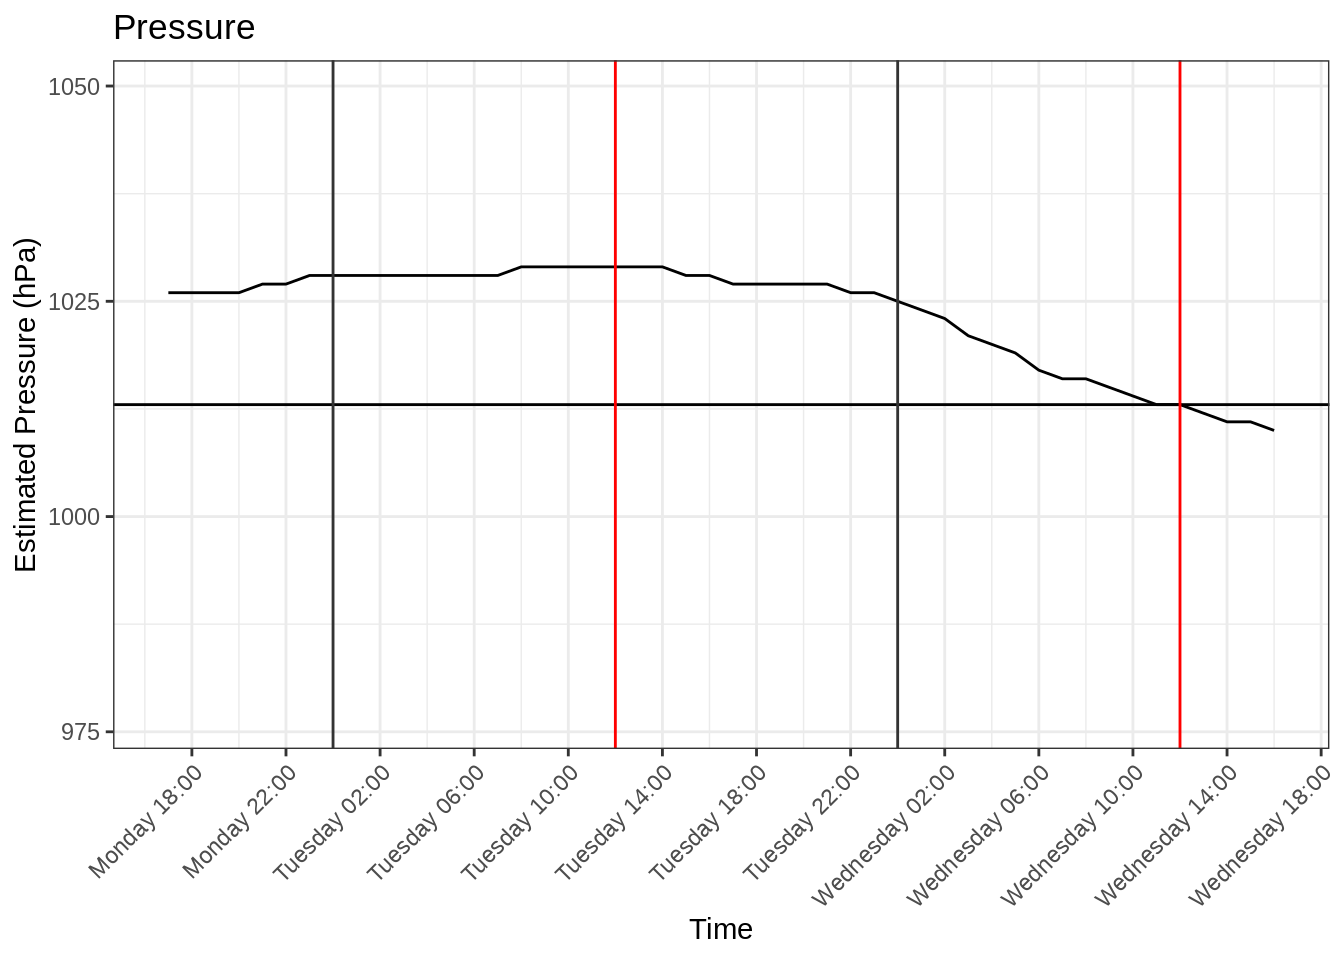 Pressure
Estimated Pressure (hPa)
1050
1025
1000
975
Monday 18:00
Monday 22:00
Tuesday 02:00
Tuesday 06:00
Tuesday 10:00
Tuesday 14:00
Tuesday 18:00
Tuesday 22:00
Wednesday 02:00
Wednesday 06:00
Wednesday 10:00
Wednesday 14:00
Wednesday 18:00
Time